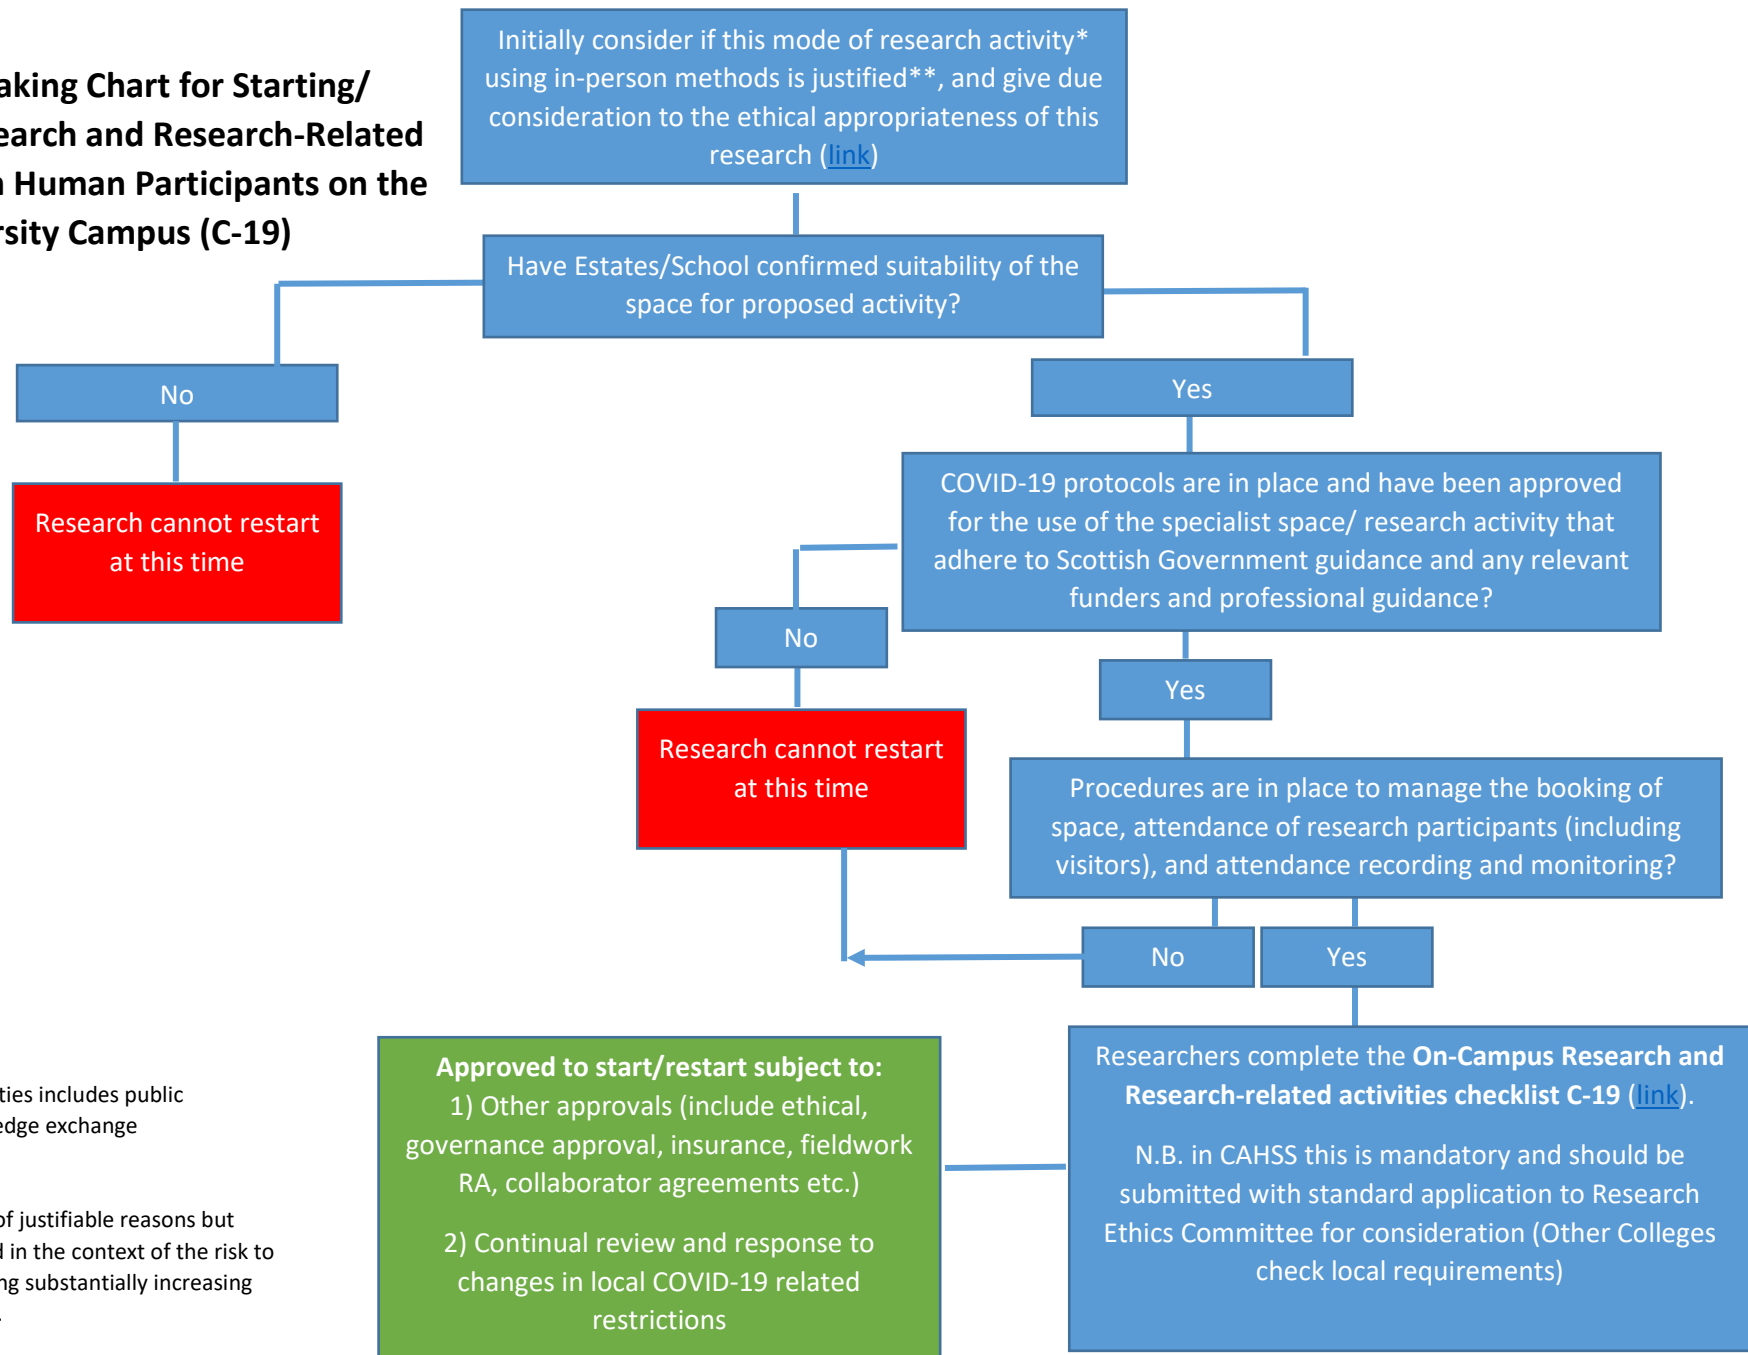 aking Chart for Starting/
earch and Research-Related
Human Participants on the
rsity Campus (C-19)
Initially consider if this mode of research activity*
using in-person methods is justified**, and give due
consideration to the ethical appropriateness of this
research (link)
Have Estates/School confirmed suitability of the
space for proposed activity?
No
Yes
Research cannot restart
at this time
COVID-19 protocols are in place and have been approved
for the use of the specialist space/ research activity that
adhere to Scottish Government guidance and any relevant
funders and professional guidance?
No
Yes
Research cannot restart
at this time
Procedures are in place to manage the booking of
space, attendance of research participants (including
visitors), and attendance recording and monitoring?
No
Yes
Approved to start/restart subject to:
1) Other approvals (include ethical,
governance approval, insurance, fieldwork
RA, collaborator agreements etc.)
2) Continual review and response to
changes in local COVID-19 related
restrictions
Researchers complete the On-Campus Research and
Research-related activities checklist C-19 (link).
N.B. in CAHSS this is mandatory and should be
submitted with standard application to Research
Ethics Committee for consideration (Other Colleges
check local requirements)
ties includes public
edge exchange
of justifiable reasons but
d in the context of the risk to
ng substantially increasing
.